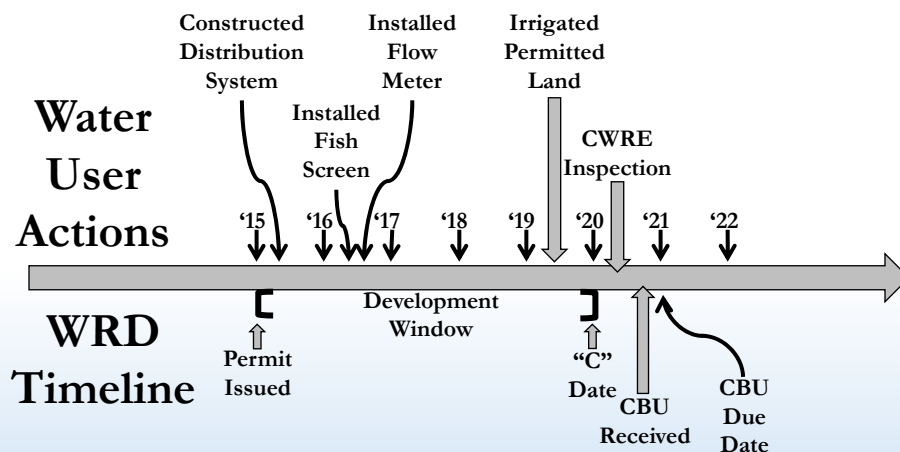 Constructed
Distribution
System
Installed
Flow
Meter
Irrigated
Permitted
Land
Installed
Fish
Screen
CWRE
Inspection
Water
User
Actions
‘15 ‘16 ‘17 ‘18 ‘19 ‘20 ‘21 ‘22
Development
Window
WRD
Timeline
Permit
Issued
“C”
Date
CBU
Received
CBU
Due
Date